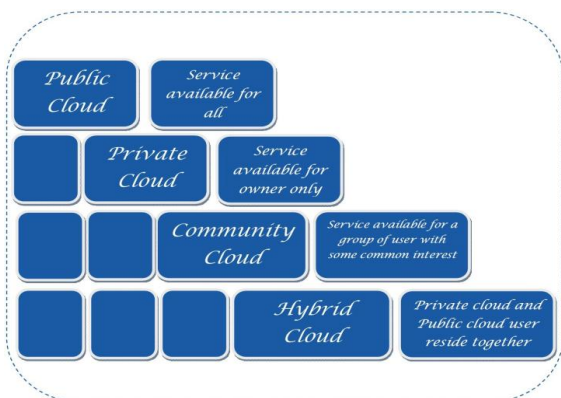 Public
Cloud
Service
available for
all
Private
Cloud
Service
available for
owner only
Community
Cloud
Service available for a
group of user with
some common interest
Hybrid
Cloud
Private cloud and
Public cloud user
reside together